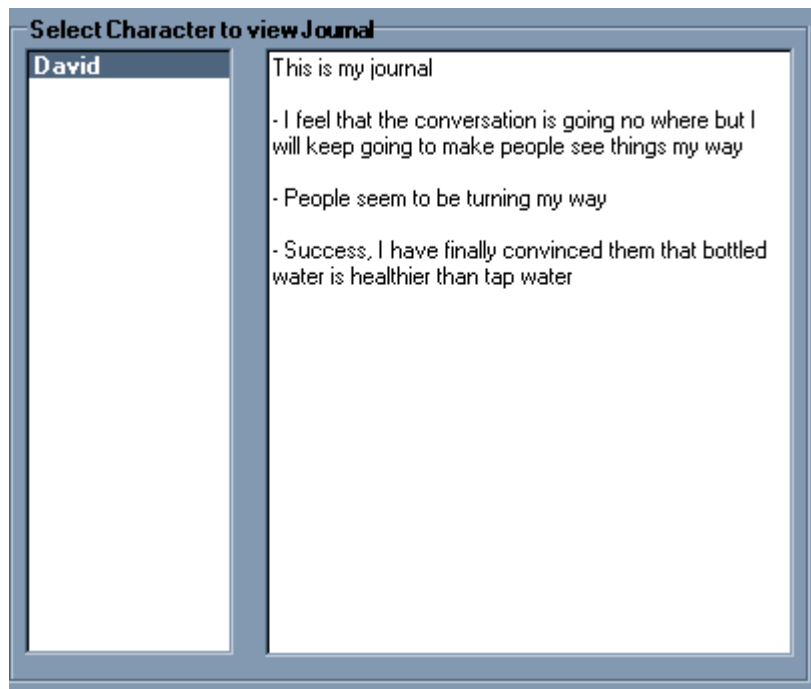 Select Character to view Journal
David
This is my journal
- I feel that the conversation is going no where but I
will keep going to make people see things my way
- People seem to be turning my way
- Success, I have finally convinced them that bottled
water is healthier than tap water